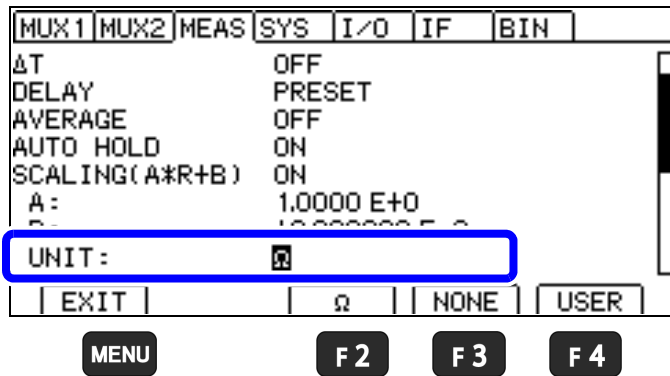 MUX1 MUX2 MEAS SYS I/O IF BIN
ΔT OFF
DELAY PRESET
AVERAGE OFF
AUTO HOLD ON
SCALING(A*R+B) ON
A: 1.0000 E+0
UNIT: Ω
EXIT Ω NONE USER
MENU F2 F3 F4